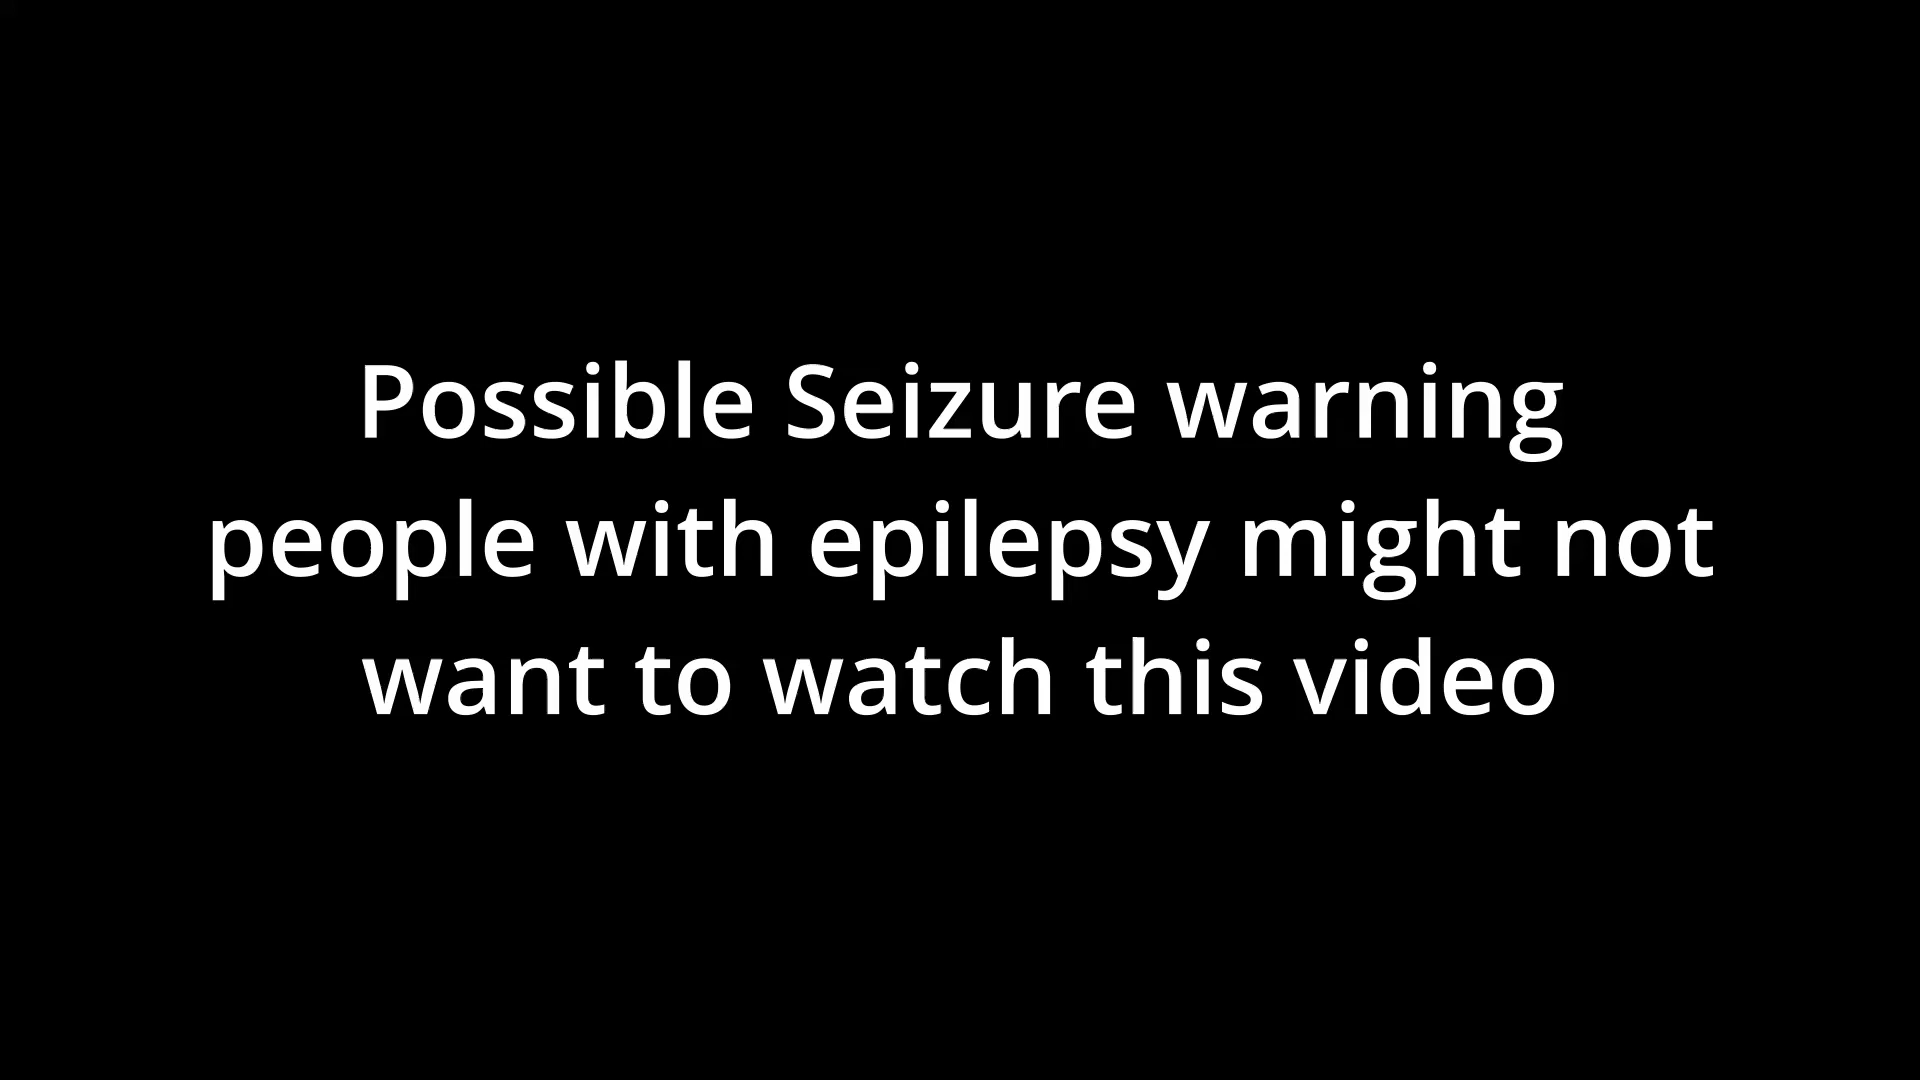 Possible Seizure warning
people with epilepsy might not
want to watch this video